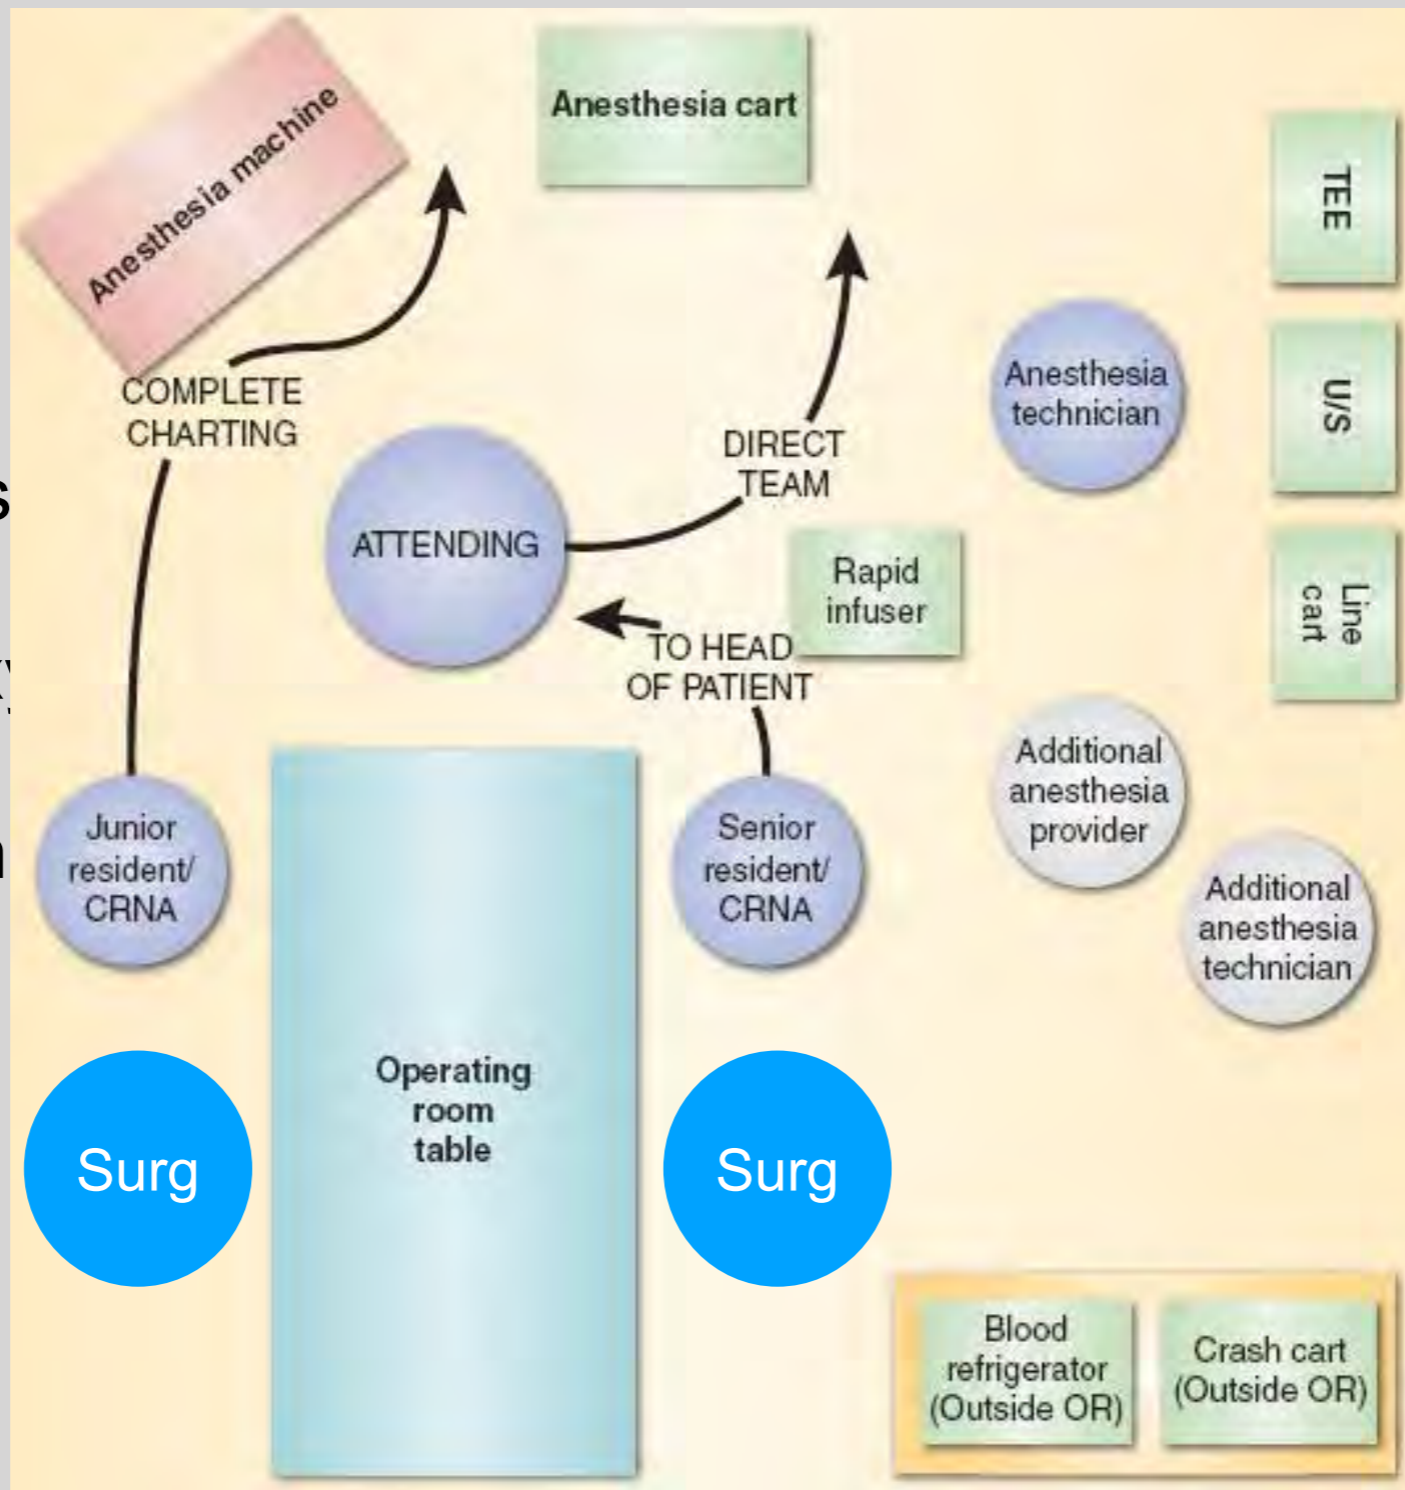 Anesthesia machine
Anesthesia cart
TEE
COMPLETE
CHARTING
DIRECT
TEAM
Anesthesia
technician
U/S
ATTENDING
Rapid
infuser
Line
cart
TO HEAD
OF PATIENT
Junior
resident/
CRNA
Senior
resident/
CRNA
Additional
anesthesia
provider
Additional
anesthesia
technician
Operating
room
table
Surg
Surg
Blood
refrigerator
(Outside OR)
Crash cart
(Outside OR)